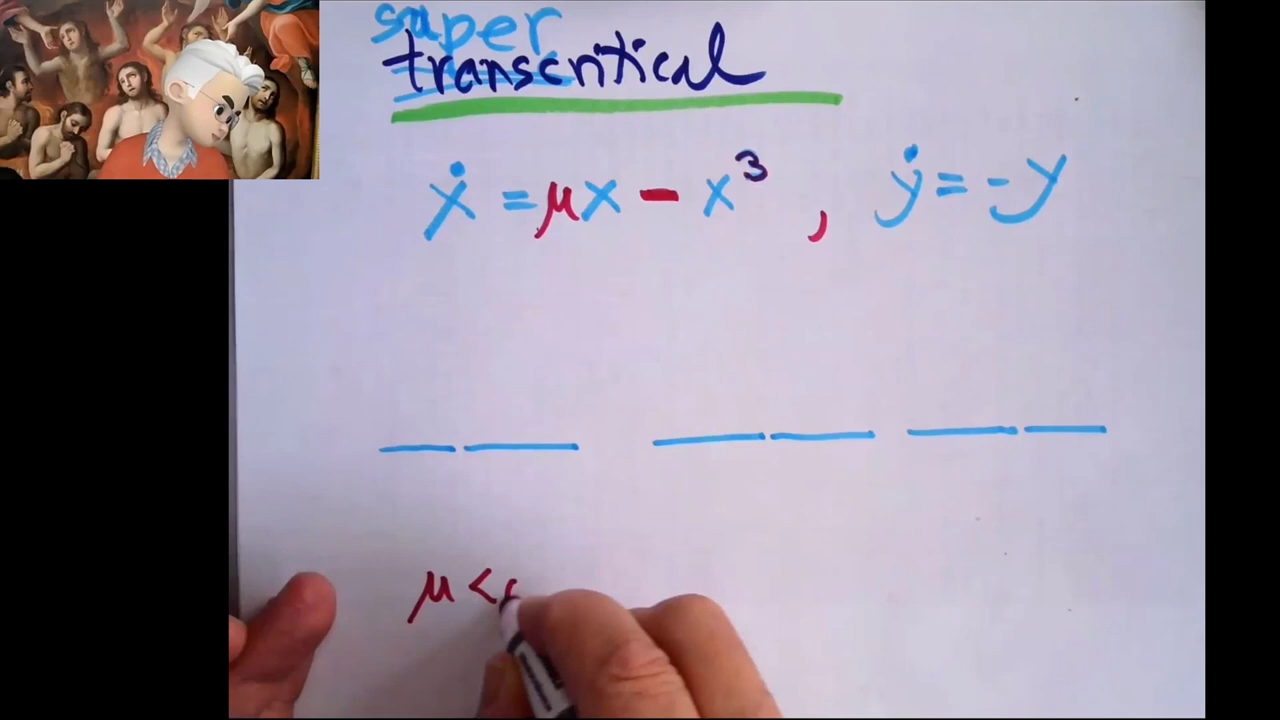 super
transcritical
ẋ = μx - x³ , ẏ = -y
μ <